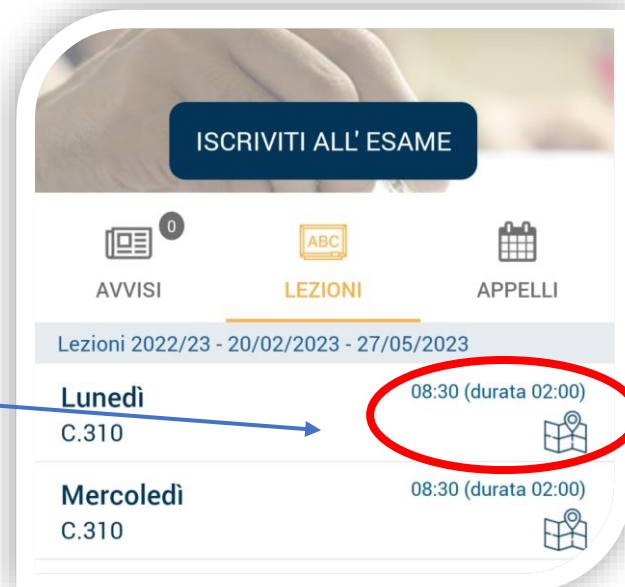 ISCRIVITI ALL' ESAME
0
ABC
AVVISI LEZIONI APPELLI
Lezioni 2022/23 - 20/02/2023 - 27/05/2023
Lunedì 08:30 (durata 02:00)
C.310
Mercoledì 08:30 (durata 02:00)
C.310